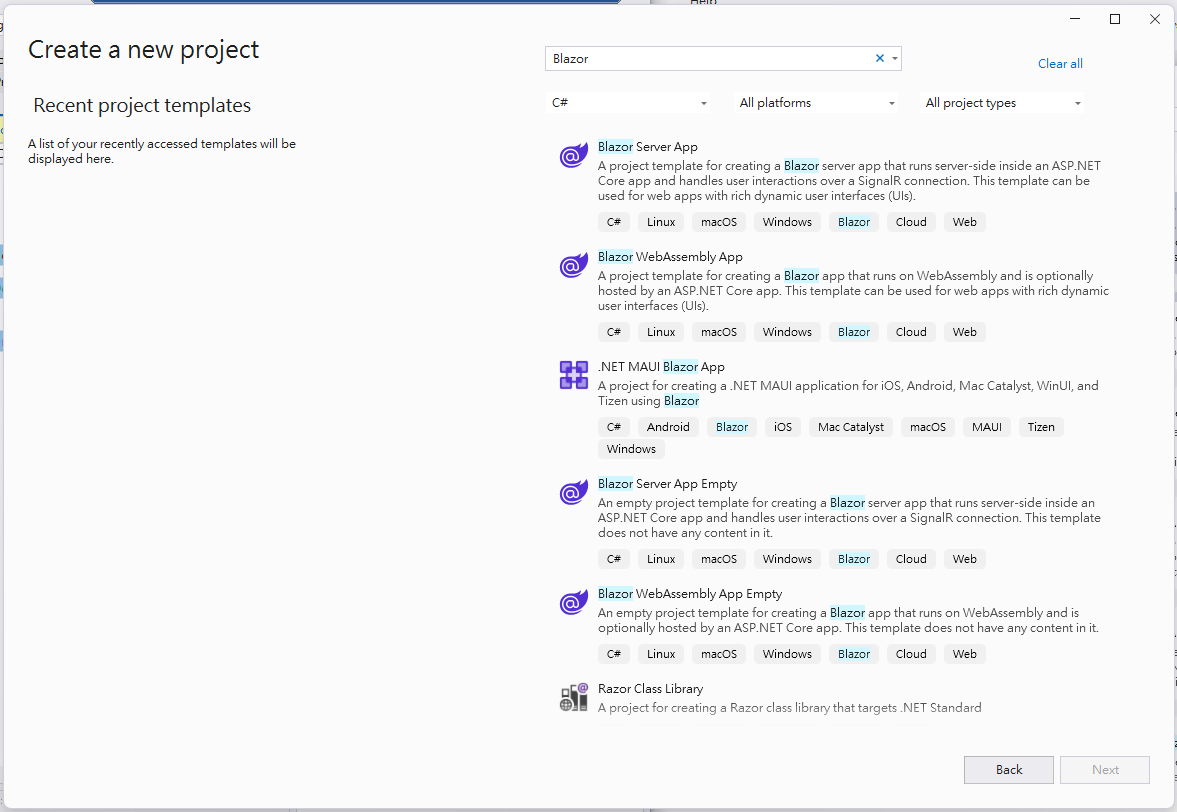 Help
Create a new project
Recent project templates
A list of your recently accessed templates will be
displayed here.
Blazor
Clear all
C#
All platforms
All project types
Blazor Server App
A project template for creating a Blazor server app that runs server-side inside an ASP.NET
Core app and handles user interactions over a SignalR connection. This template can be
used for web apps with rich dynamic user interfaces (UIs).
C# Linux macOS Windows Blazor Cloud Web
Blazor WebAssembly App
A project template for creating a Blazor app that runs on WebAssembly and is optionally
hosted by an ASP.NET Core app. This template can be used for web apps with rich dynamic
user interfaces (UIs).
C# Linux macOS Windows Blazor Cloud Web
.NET MAUI Blazor App
A project for creating a .NET MAUI application for iOS, Android, Mac Catalyst, WinUI, and
Tizen using Blazor
C# Android Blazor iOS Mac Catalyst macOS MAUI Tizen
Windows
Blazor Server App Empty
An empty project template for creating a Blazor server app that runs server-side inside an
ASP.NET Core app and handles user interactions over a SignalR connection. This template
does not have any content in it.
C# Linux macOS Windows Blazor Cloud Web
Blazor WebAssembly App Empty
An empty project template for creating a Blazor app that runs on WebAssembly and is
optionally hosted by an ASP.NET Core app. This template does not have any content in it.
C# Linux macOS Windows Blazor Cloud Web
Razor Class Library
A project for creating a Razor class library that targets .NET Standard
Back
Next